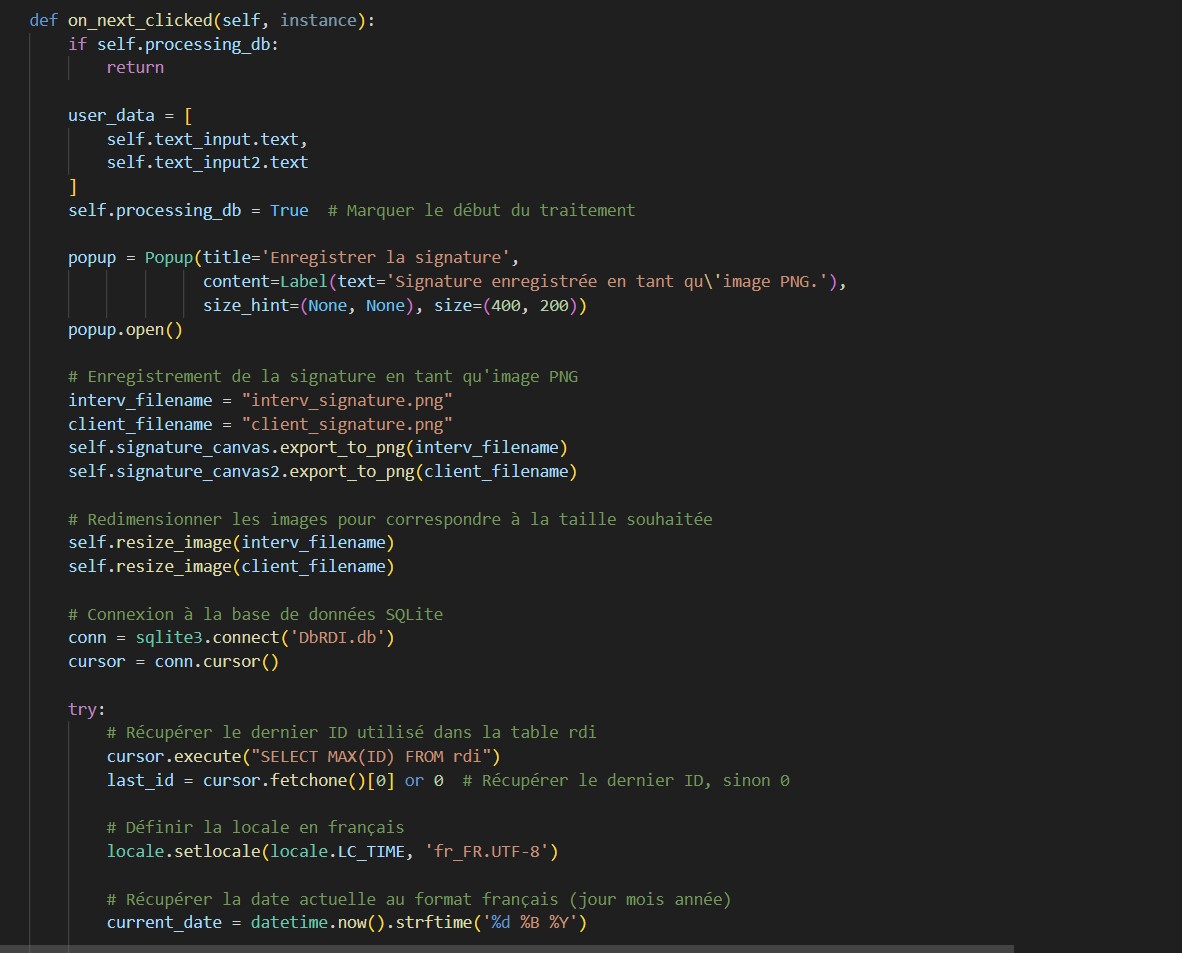 def on_next_clicked(self, instance):
    if self.processing_db:
        return

    user_data = [
        self.text_input.text,
        self.text_input2.text
    ]
    self.processing_db = True  # Marquer le début du traitement

    popup = Popup(title='Enregistrer la signature',
                  content=Label(text='Signature enregistrée en tant qu\'image PNG.'),
                  size_hint=(None, None), size=(400, 200))
    popup.open()

    # Enregistrement de la signature en tant qu'image PNG
    interv_filename = "interv_signature.png"
    client_filename = "client_signature.png"
    self.signature_canvas.export_to_png(interv_filename)
    self.signature_canvas2.export_to_png(client_filename)

    # Redimensionner les images pour correspondre à la taille souhaitée
    self.resize_image(interv_filename)
    self.resize_image(client_filename)

    # Connexion à la base de données SQLite
    conn = sqlite3.connect('DbRDI.db')
    cursor = conn.cursor()

    try:
        # Récupérer le dernier ID utilisé dans la table rdi
        cursor.execute("SELECT MAX(ID) FROM rdi")
        last_id = cursor.fetchone()[0] or 0  # Récupérer le dernier ID, sinon 0

        # Définir la locale en français
        locale.setlocale(locale.LC_TIME, 'fr_FR.UTF-8')

        # Récupérer la date actuelle au format français (jour mois année)
        current_date = datetime.now().strftime('%d %B %Y')